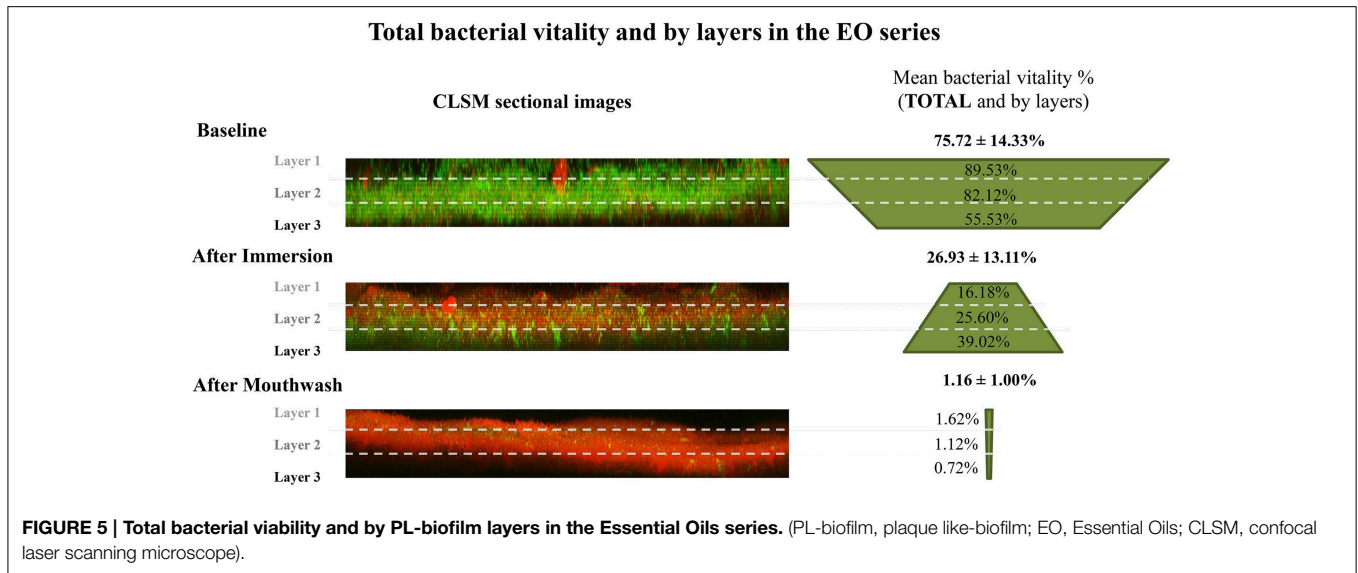 Total bacterial vitality and by layers in the EO series
CLSM sectional images
Mean bacterial vitality %
(TOTAL and by layers)
Baseline
75.72 ± 14.33%
Layer 1
89.53%
Layer 2
82.12%
Layer 3
55.53%
After Immersion
26.93 ± 13.11%
Layer 1
16.18%
Layer 2
25.60%
Layer 3
39.02%
After Mouthwash
1.16 ± 1.00%
Layer 1
1.62%
Layer 2
1.12%
Layer 3
0.72%
FIGURE 5 | Total bacterial viability and by PL-biofilm layers in the Essential Oils series. (PL-biofilm, plaque like-biofilm; EO, Essential Oils; CLSM, confocal
laser scanning microscope).